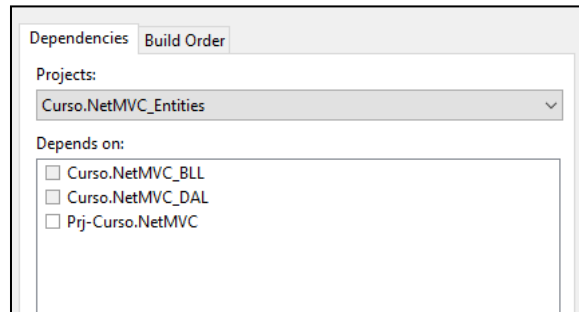 Dependencies Build Order
Projects:
Curso.NetMVC_Entities
Depends on:
Curso.NetMVC_BLL
Curso.NetMVC_DAL
Prj-Curso.NetMVC